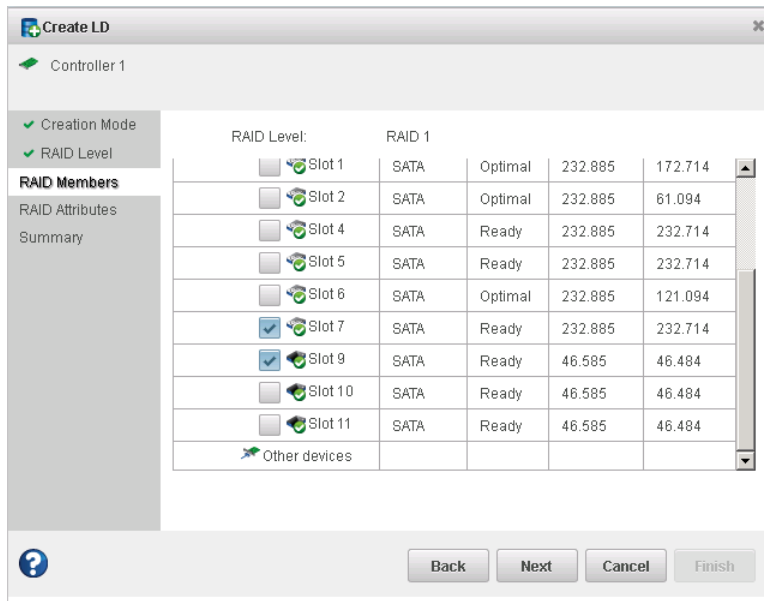 Create LD
Controller 1
Creation Mode
RAID Level
RAID Members
RAID Attributes
Summary
RAID Level: RAID 1
Slot 1 SATA Optimal 232.885 172.714
Slot 2 SATA Optimal 232.885 61.094
Slot 4 SATA Ready 232.885 232.714
Slot 5 SATA Ready 232.885 232.714
Slot 6 SATA Optimal 232.885 121.094
Slot 7 SATA Ready 232.885 232.714
Slot 9 SATA Ready 46.585 46.484
Slot 10 SATA Ready 46.585 46.484
Slot 11 SATA Ready 46.585 46.484
Other devices
? Back Next Cancel Finish